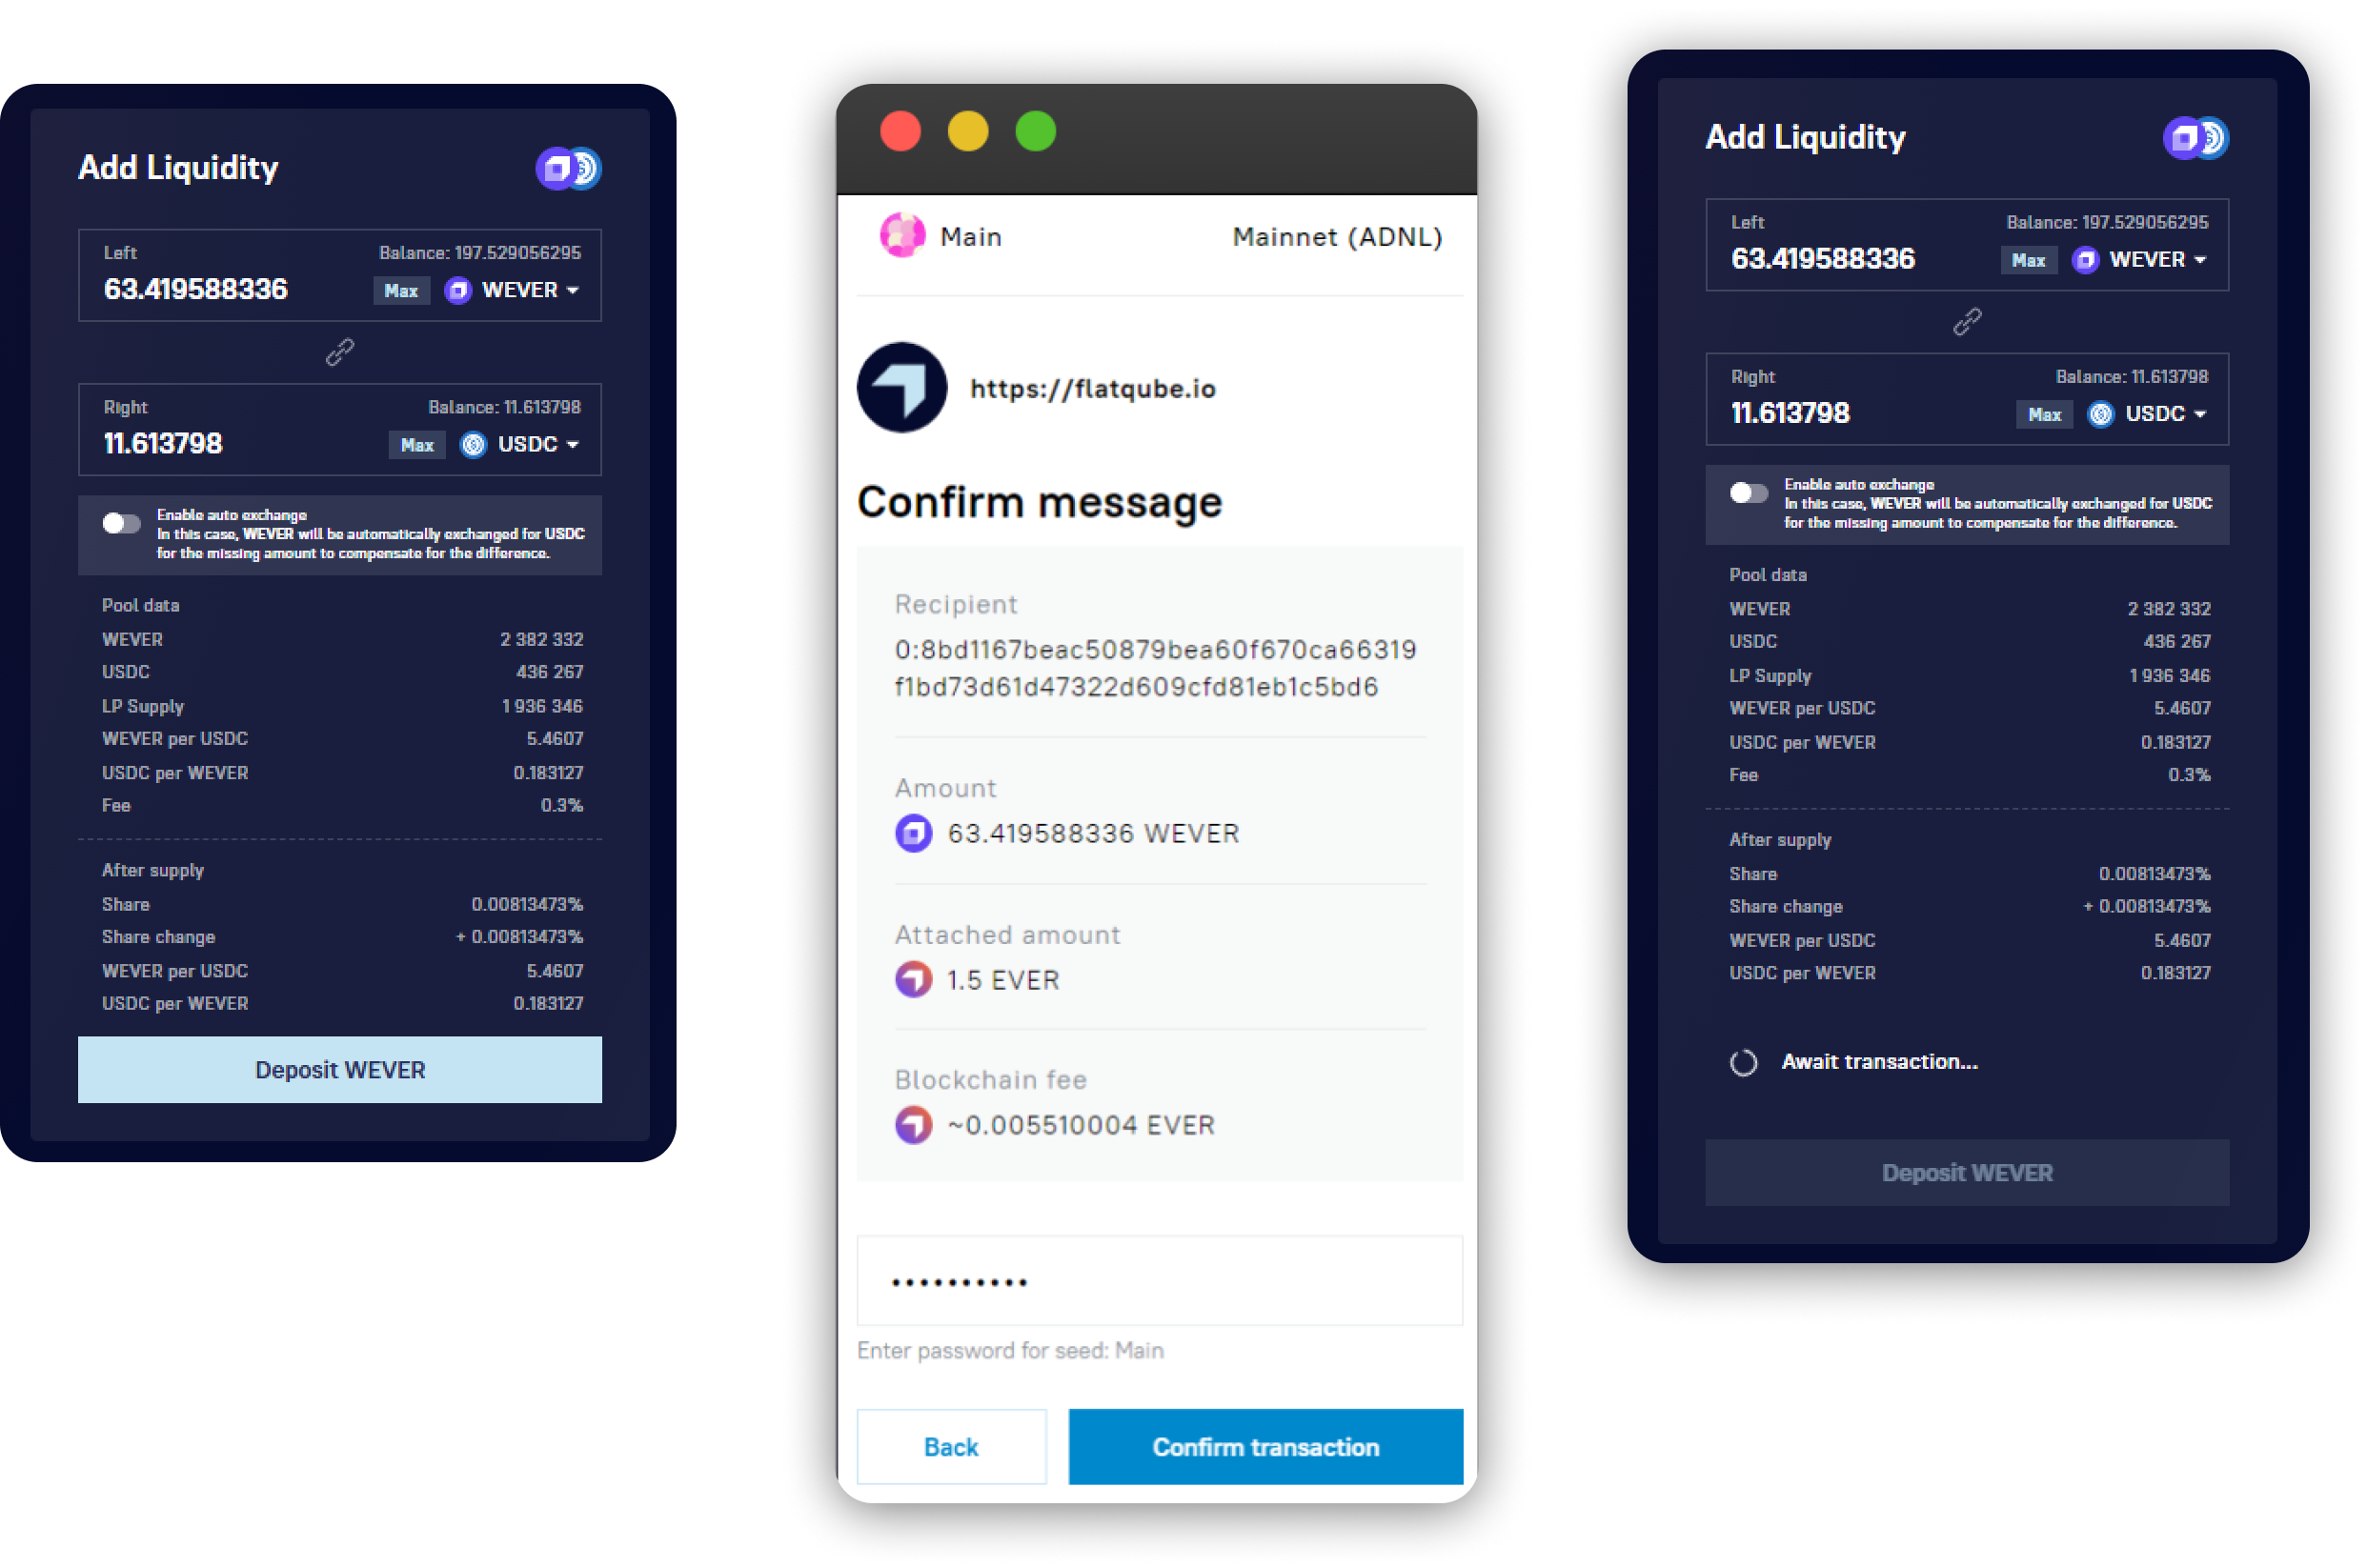 Add Liquidity
Left
Balance: 197.529056295
63.419588336
Max
WEVER
Right
Balance: 11.613798
11.613798
Max
USDC
Enable auto exchange
In this case, WEVER will be automatically exchanged for USDC
for the missing amount to compensate for the difference.
Pool data
WEVER 2 382 332
USDC 436 267
LP Supply 1 936 346
WEVER per USDC 5.4607
USDC per WEVER 0.183127
Fee 0.3%
After supply
Share 0.00813473%
Share change + 0.00813473%
WEVER per USDC 5.4607
USDC per WEVER 0.183127
Deposit WEVER
Main
Mainnet (ADNL)
https://flatqube.io
Confirm message
Recipient
0:8bd1167beac50879bea60f670ca66319
f1bd73d61d47322d609cfd81eb1c5bd6
Amount
63.419588336 WEVER
Attached amount
1.5 EVER
Blockchain fee
~0.005510004 EVER
••••••••••
Enter password for seed: Main
Back
Confirm transaction
Add Liquidity
Left
Balance: 197.529056295
63.419588336
Max
WEVER
Right
Balance: 11.613798
11.613798
Max
USDC
Enable auto exchange
In this case, WEVER will be automatically exchanged for USDC
for the missing amount to compensate for the difference.
Pool data
WEVER 2 382 332
USDC 436 267
LP Supply 1 936 346
WEVER per USDC 5.4607
USDC per WEVER 0.183127
Fee 0.3%
After supply
Share 0.00813473%
Share change + 0.00813473%
WEVER per USDC 5.4607
USDC per WEVER 0.183127
Await transaction...
Deposit WEVER